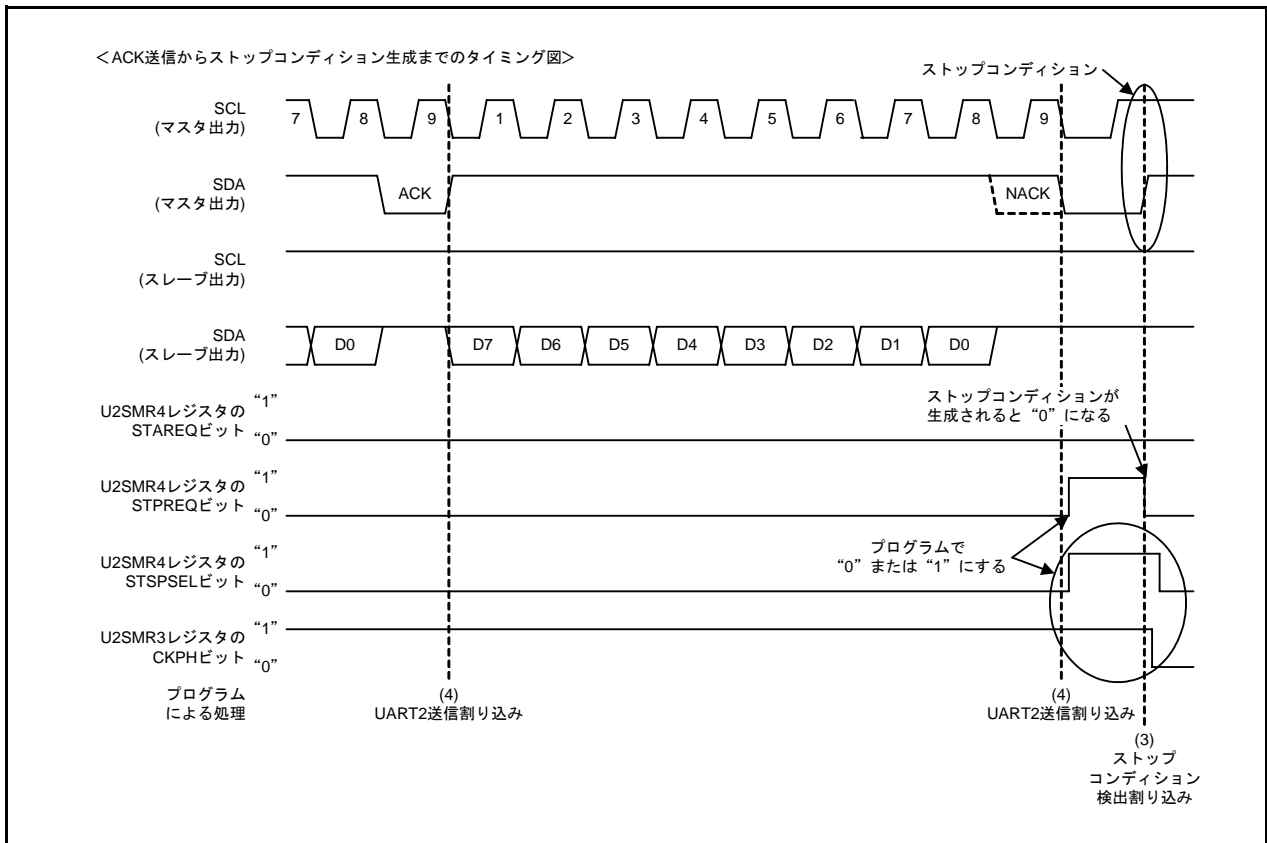 ＜ACK送信からストップコンディション生成までのタイミング図＞
ストップコンディション
SCL
(マスタ出力)
7 8 9 1 2 3 4 5 6 7 8 9
SDA
(マスタ出力)
ACK
NACK
SCL
(スレーブ出力)
SDA
(スレーブ出力)
D0 D7 D6 D5 D4 D3 D2 D1 D0
ストップコンディションが
生成されると“0”になる
U2SMR4レジスタの
STAREQビット
“1”
“0”
U2SMR4レジスタの
STPREQビット
“1”
“0”
プログラムで
“0”または“1”にする
U2SMR4レジスタの
STSPSELビット
“1”
“0”
U2SMR3レジスタの
CKPHビット
“1”
“0”
プログラム
による処理
(4)
UART2送信割り込み
(4)
UART2送信割り込み
(3)
ストップ
コンディション
検出割り込み